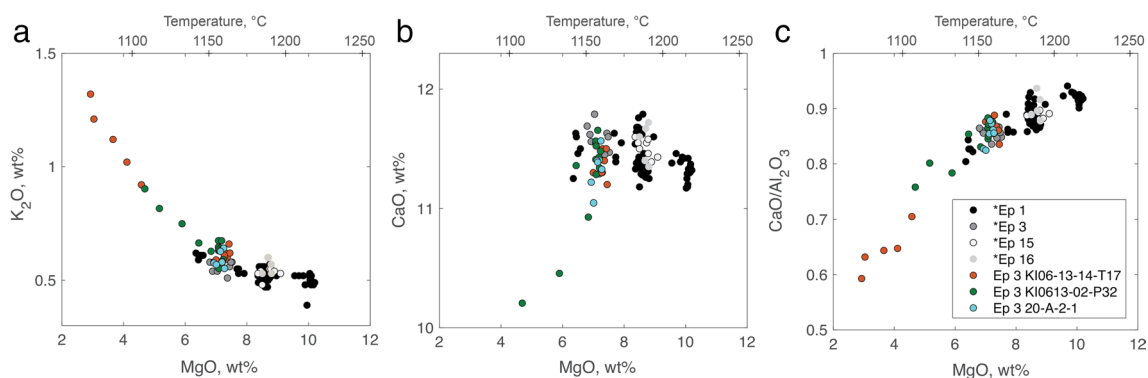 a
Temperature, °C
1100 1150 1200 1250
1.5
1
0.5
K2O, wt%
2 4 6 8 10 12
MgO, wt%
b
Temperature, °C
1100 1150 1200 1250
12
11
10
CaO, wt%
2 4 6 8 10 12
MgO, wt%
c
Temperature, °C
1100 1150 1200 1250
1
0.9
0.8
0.7
0.6
0.5
CaO/Al2O3
2 4 6 8 10 12
MgO, wt%
*Ep 1
*Ep 3
*Ep 15
*Ep 16
Ep 3 KI06-13-14-T17
Ep 3 KI0613-02-P32
Ep 3 20-A-2-1